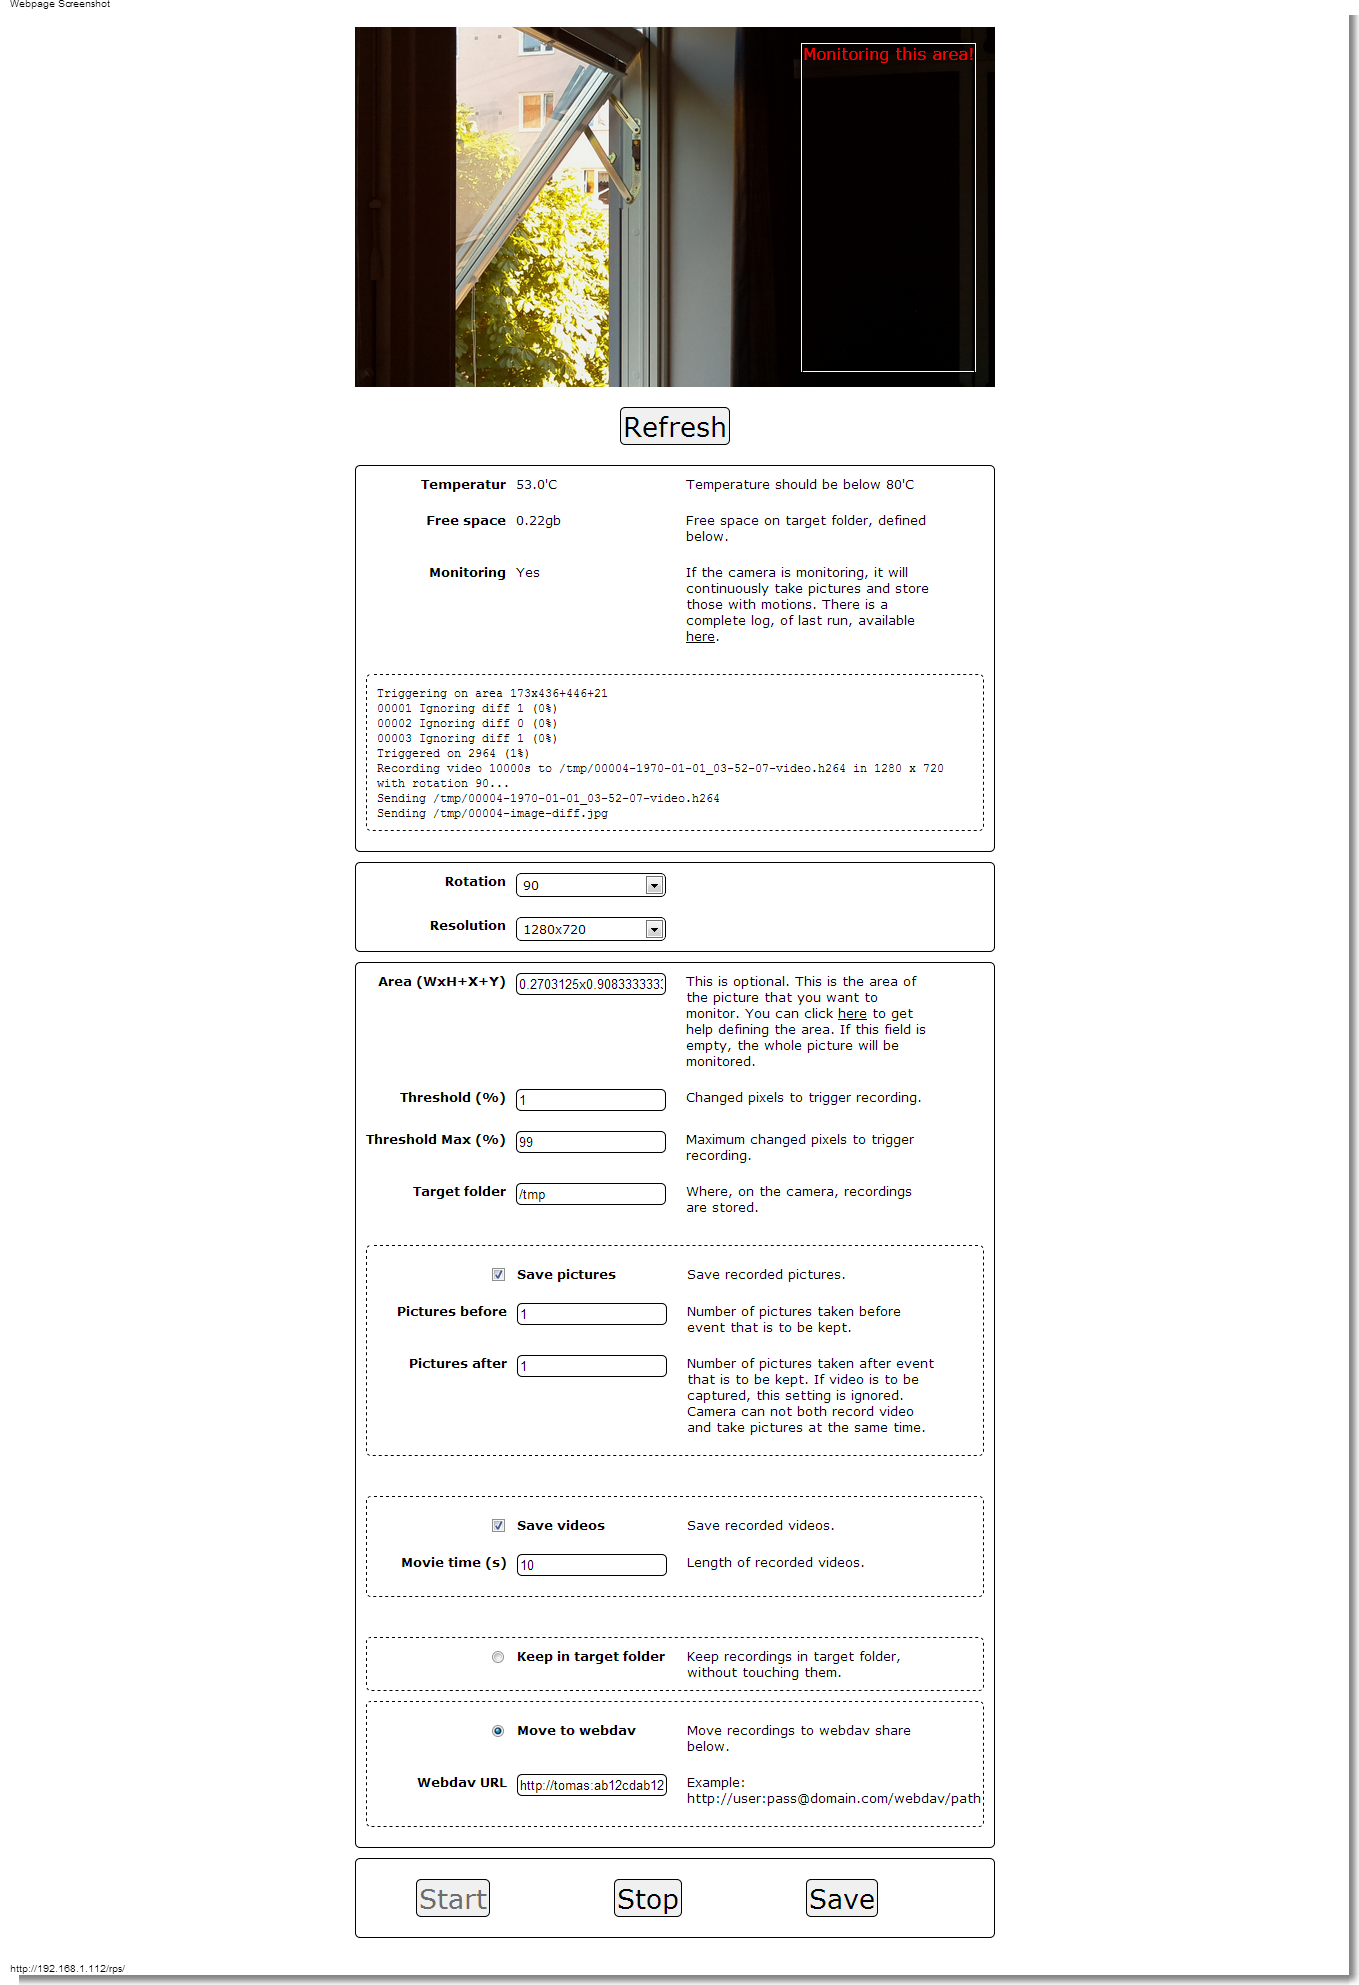 Webpage Screenshot
Monitoring this area!
Refresh
Temperatur 53.0'C Temperature should be below 80'C
Free space 0.22gb Free space on target folder, defined
below.
Monitoring Yes If the camera is monitoring, it will
continuously take pictures and store
those with motions. There is a
complete log, of last run, available
here.
Triggering on area 173x436+446+21
00001 Ignoring diff 1 (0%)
00002 Ignoring diff 0 (0%)
00003 Ignoring diff 1 (0%)
Triggered on 2964 (1%)
Recording video 10000s to /tmp/00004-1970-01-01_03-52-07-video.h264 in 1280 x 720
with rotation 90...
Sending /tmp/00004-1970-01-01_03-52-07-video.h264
Sending /tmp/00004-image-diff.jpg
Rotation 90
Resolution 1280x720
Area (WxH+X+Y) 0.2703125x0.908333333 This is optional. This is the area of
the picture that you want to
monitor. You can click here to get
help defining the area. If this field is
empty, the whole picture will be
monitored.
Threshold (%) 1 Changed pixels to trigger recording.
Threshold Max (%) 99 Maximum changed pixels to trigger
recording.
Target folder /tmp Where, on the camera, recordings
are stored.
Save pictures Save recorded pictures.
Pictures before 1 Number of pictures taken before
event that is to be kept.
Pictures after 1 Number of pictures taken after event
that is to be kept. If video is to be
captured, this setting is ignored.
Camera can not both record video
and take pictures at the same time.
Save videos Save recorded videos.
Movie time (s) 10 Length of recorded videos.
Keep in target folder Keep recordings in target folder,
without touching them.
Move to webdav Move recordings to webdav share
below.
Webdav URL http://tomas:ab12cdab12 Example:
http://user:pass@domain.com/webdav/path
Start Stop Save
http://192.168.1.112/rps/